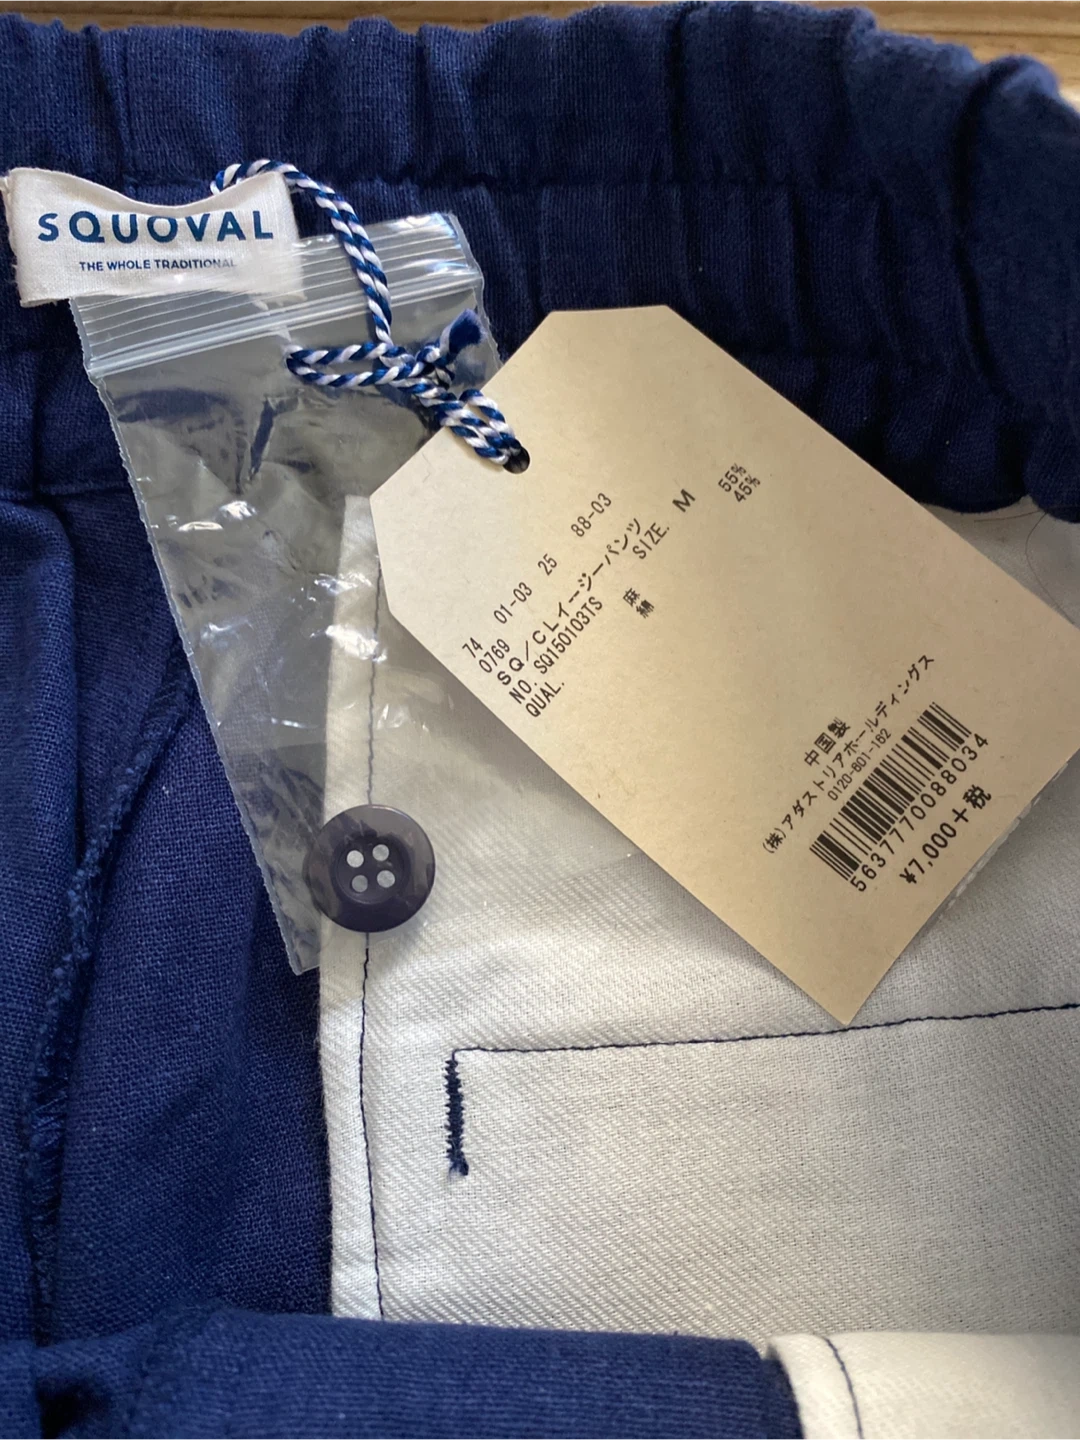 SQUOVAL
THE WHOLE TRADITIONAL
74 01-03 25 88-03
0769
SQ/CLイージーパンツ
NO. SQ150103TS SIZE. M
QUAL. 麻 55%
綿 45%
中国製
(株)アダストリアホールディングス
0120-601-162
5637770088034
¥7,000+税